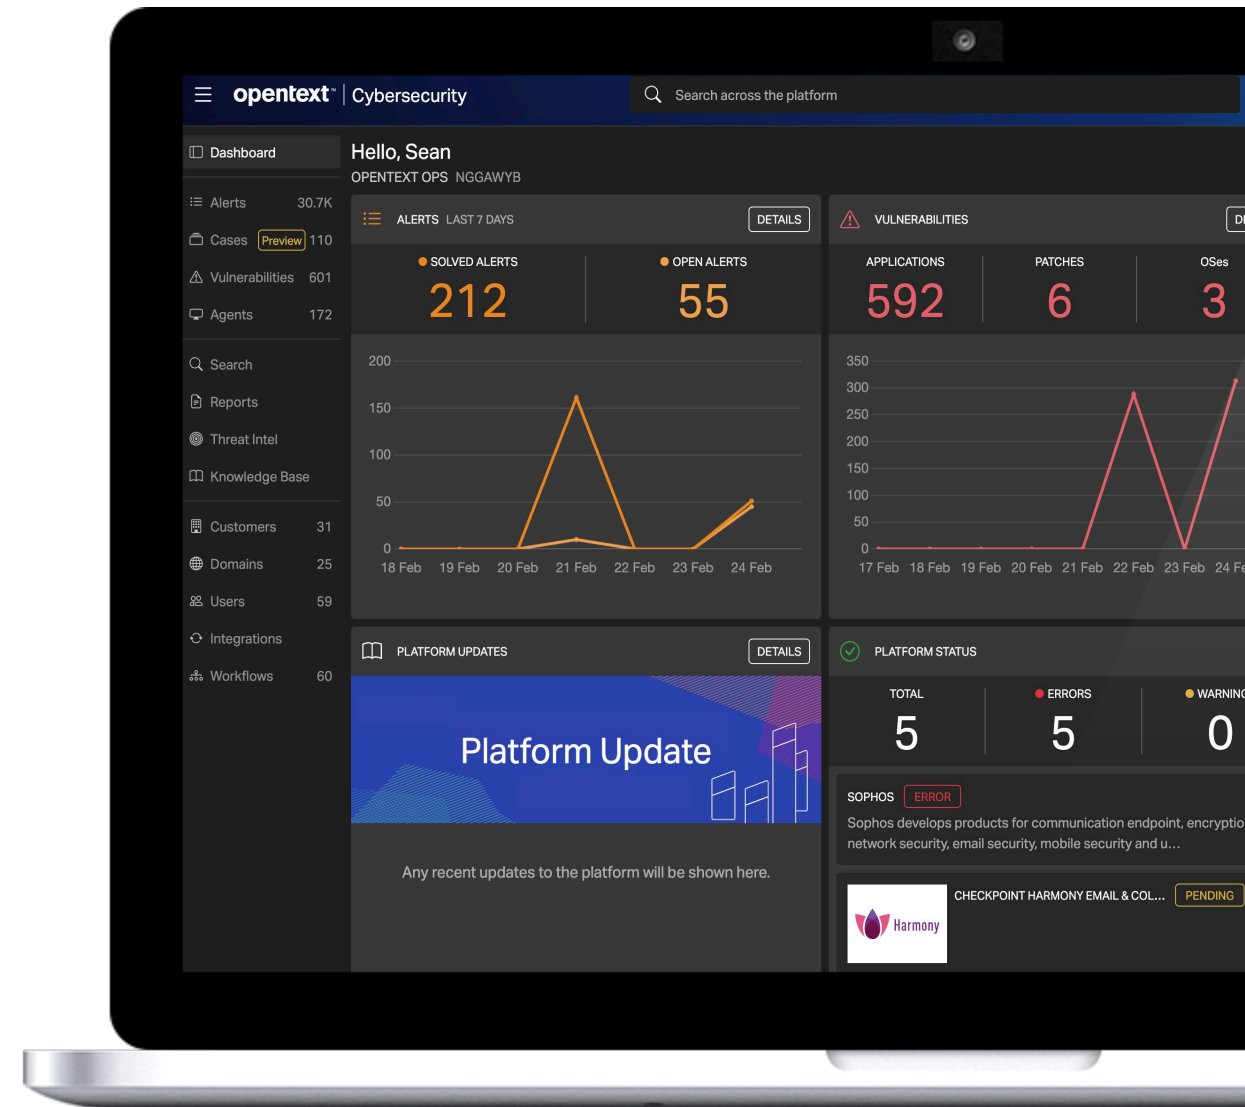 opentext™ | Cybersecurity
Search across the platform
Dashboard
Alerts 30.7K
Cases Preview 110
Vulnerabilities 601
Agents 172
Search
Reports
Threat Intel
Knowledge Base
Customers 31
Domains 25
Users 59
Integrations
Workflows 60
Hello, Sean
OPENTEXT OPS NGGAWYB
ALERTS LAST 7 DAYS DETAILS
SOLVED ALERTS OPEN ALERTS
212 55
200
150
100
50
0
18 Feb 19 Feb 20 Feb 21 Feb 22 Feb 23 Feb 24 Feb
VULNERABILITIES
APPLICATIONS PATCHES OSes
592 6 3
350
300
250
200
150
100
50
0
17 Feb 18 Feb 19 Feb 20 Feb 21 Feb 22 Feb 23 Feb 24
PLATFORM UPDATES DETAILS
Platform Update
Any recent updates to the platform will be shown here.
PLATFORM STATUS
TOTAL ERRORS
5 5 0
SOPHOS ERROR
Sophos develops products for communication endpoint,
network security, email security, mobile security and u...
Harmony
CHECKPOINT HARMONY EMAIL & COL... PENDING